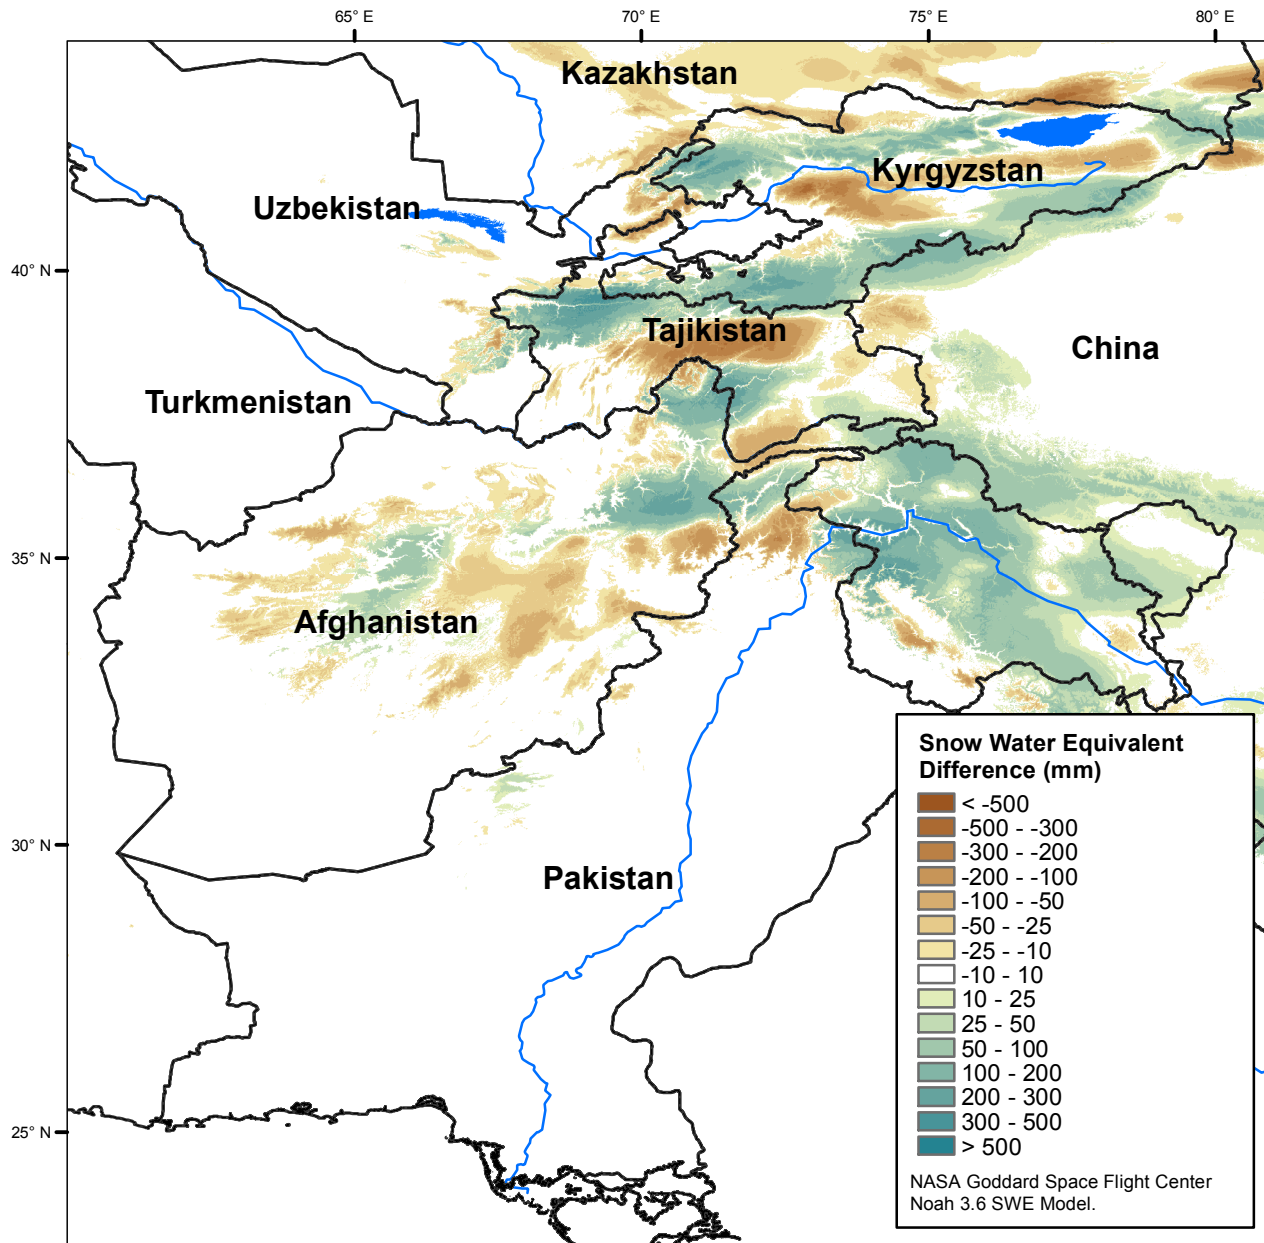 65° E
70° E
75° E
80° E
Kazakhstan
Kyrgyzstan
Uzbekistan
40° N
Tajikistan
China
Turkmenistan
35° N
Afghanistan
30° N
Pakistan
25° N
Snow Water Equivalent
Difference (mm)
< -500
-500 - -300
-300 - -200
-200 - -100
-100 - -50
-50 - -25
-25 - -10
-10 - 10
10 - 25
25 - 50
50 - 100
100 - 200
200 - 300
300 - 500
> 500
NASA Goddard Space Flight Center
Noah 3.6 SWE Model.